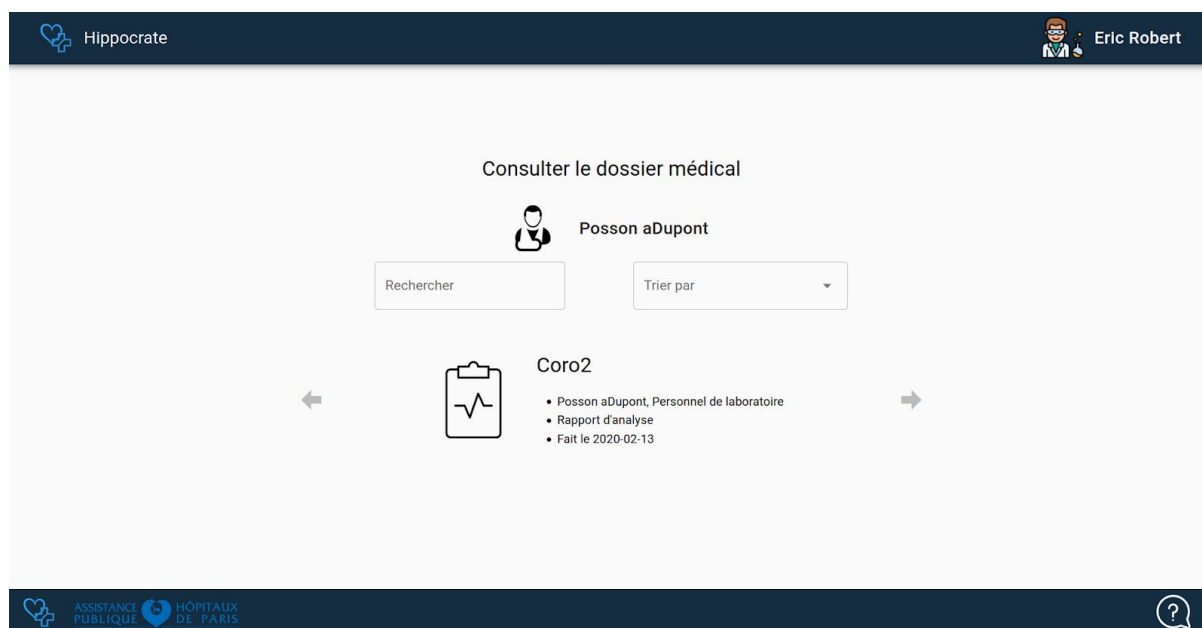 Hippocrate
Eric Robert
Consulter le dossier médical
Posson aDupont
Rechercher
Trier par
Coro2
Posson aDupont, Personnel de laboratoire
Rapport d'analyse
Fait le 2020-02-13
ASSISTANCE HÔPITAUX
PUBLIQUE DE PARIS
?